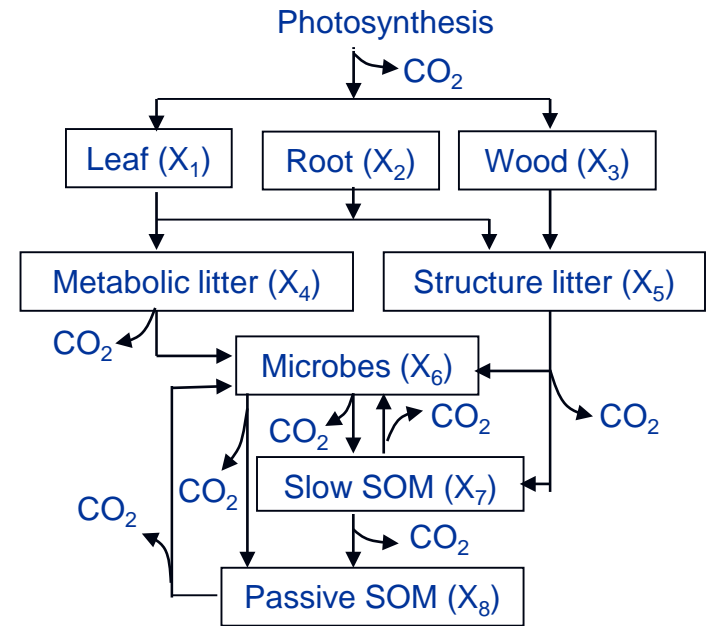 Photosynthesis
CO₂
Leaf (X₁)
Root (X₂)
Wood (X₃)
Metabolic litter (X₄)
Structure litter (X₅)
CO₂
Microbes (X₆)
CO₂
CO₂
CO₂
CO₂
Slow SOM (X₇)
CO₂
CO₂
Passive SOM (X₈)